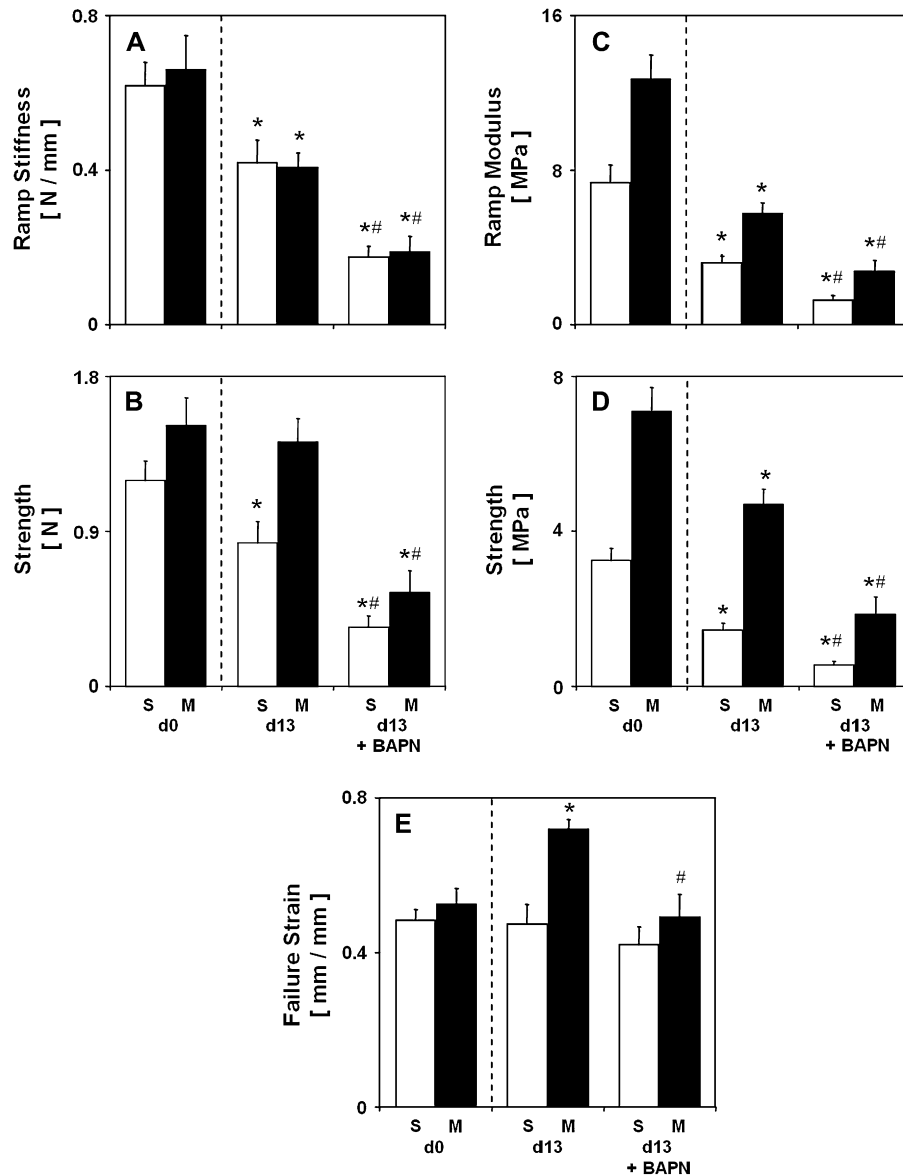 0.8
A
Ramp Stiffness
[ N / mm ]
0.4
0
* *
*# *#
16
C
Ramp Modulus
[ MPa ]
8
0
* *
*# *#
1.8
B
Strength
[ N ]
0.9
0
*
*# *#
S M S M S M
d0 d13 d13
+ BAPN
8
D
Strength
[ MPa ]
4
0
* *
*# *#
S M S M S M
d0 d13 d13
+ BAPN
0.8
E
Failure Strain
[ mm / mm ]
0.4
0
*
#
S M S M S M
d0 d13 d13
+ BAPN